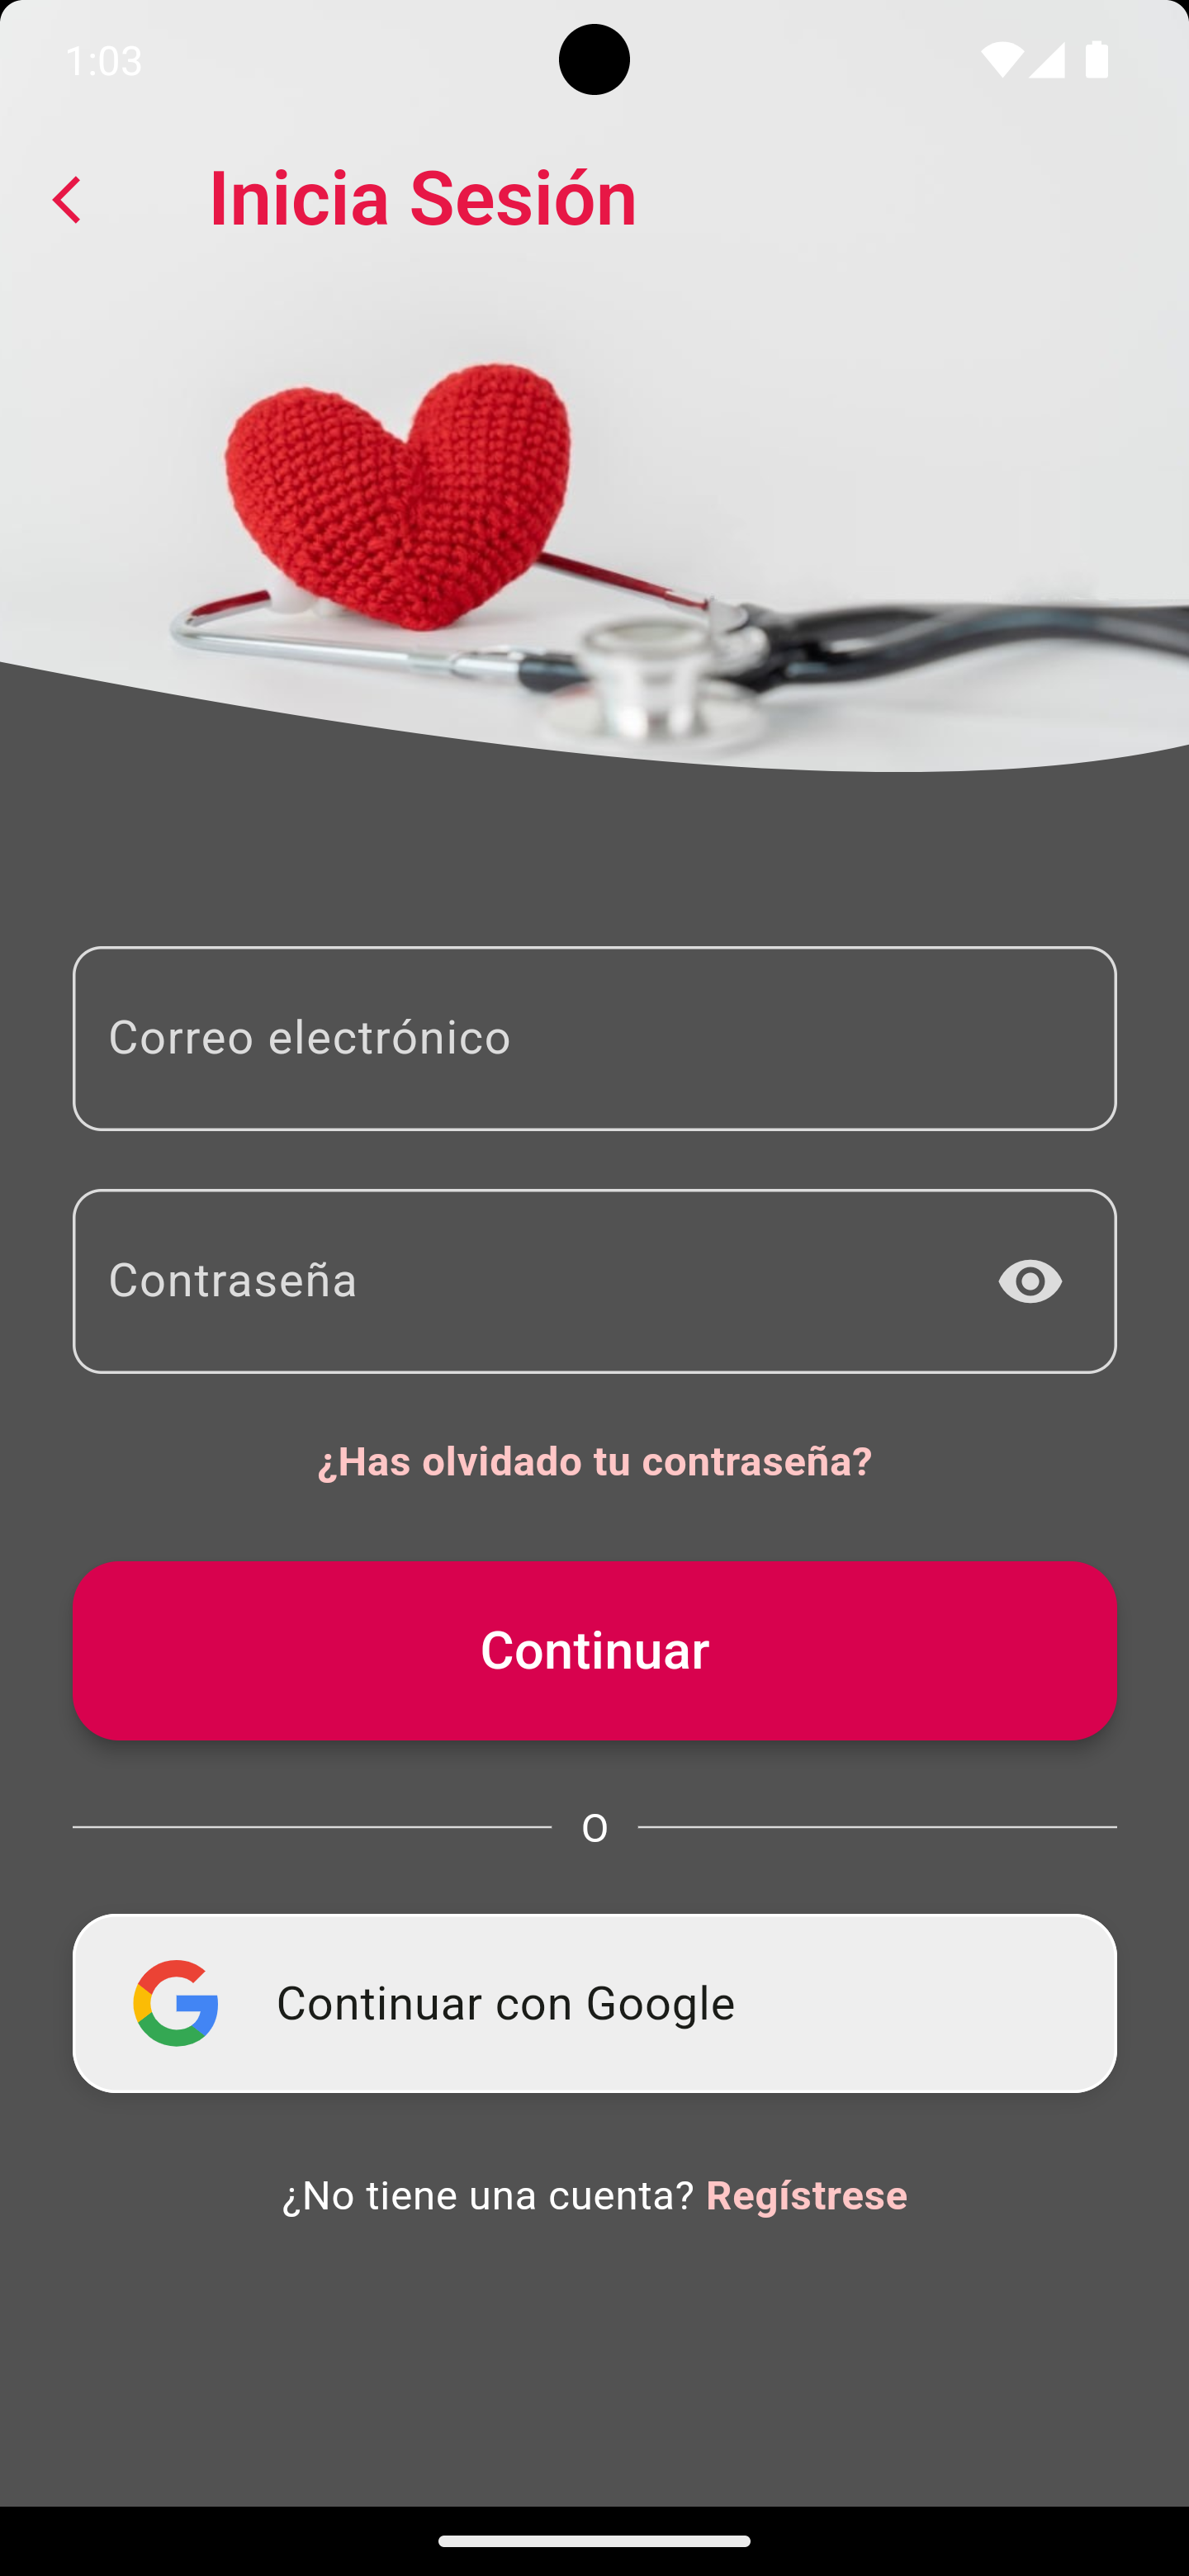 1:03
Inicia Sesión
Correo electrónico
Contraseña
¿Has olvidado tu contraseña?
Continuar
O
Continuar con Google
¿No tiene una cuenta? Regístrese